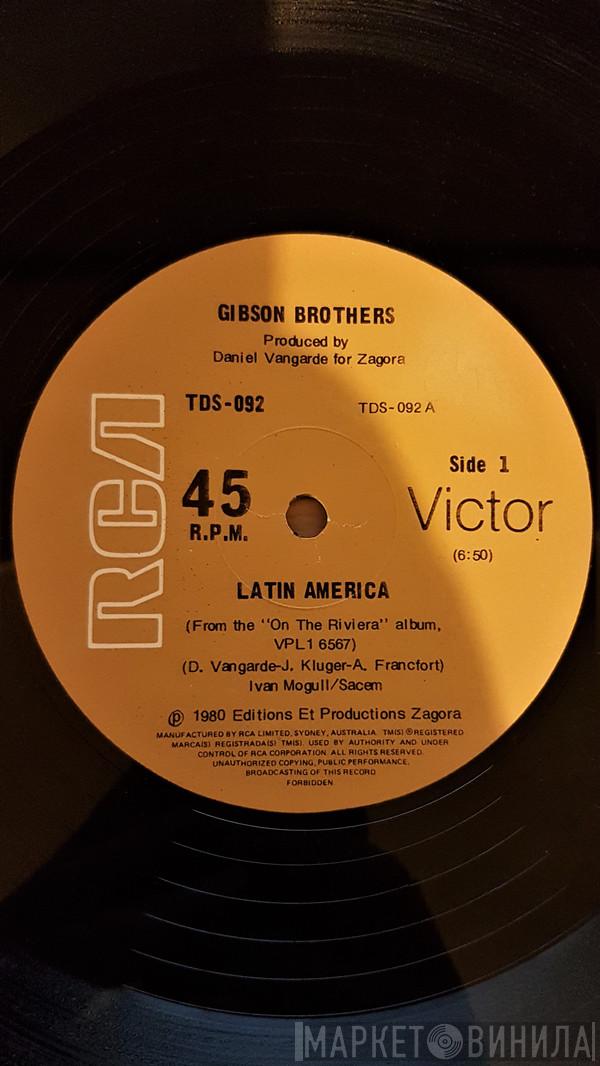 GIBSON BROTHERS
Produced by
Daniel Vangarde for Zagora
TDS-092
TDS-092 A
RCA
45
R.P.M.
Side 1
Victor
(6:50)
LATIN AMERICA
(From the "On The Riviera" album,
VPL1 6567)
(D. Vangarde-J. Kluger-A. Francfort)
Ivan Mogull/Sacem
℗ 1980 Editions Et Productions Zagora
MANUFACTURED BY RCA LIMITED, SYDNEY, AUSTRALIA. TM(S) ® REGISTERED
MARCA(S) REGISTRADA(S) TM(S). USED BY AUTHORITY AND UNDER
CONTROL OF RCA CORPORATION. ALL RIGHTS RESERVED.
UNAUTHORIZED COPYING, PUBLIC PERFORMANCE,
BROADCASTING OF THIS RECORD
FORBIDDEN
МАРКЕТ ВИНИЛА